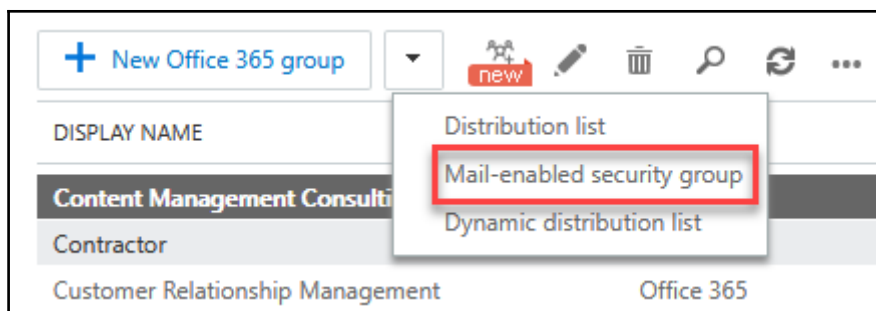 New Office 365 group
new
DISPLAY NAME
Distribution list
Mail-enabled security group
Dynamic distribution list
Content Management Consulti
Contractor
Customer Relationship Management Office 365